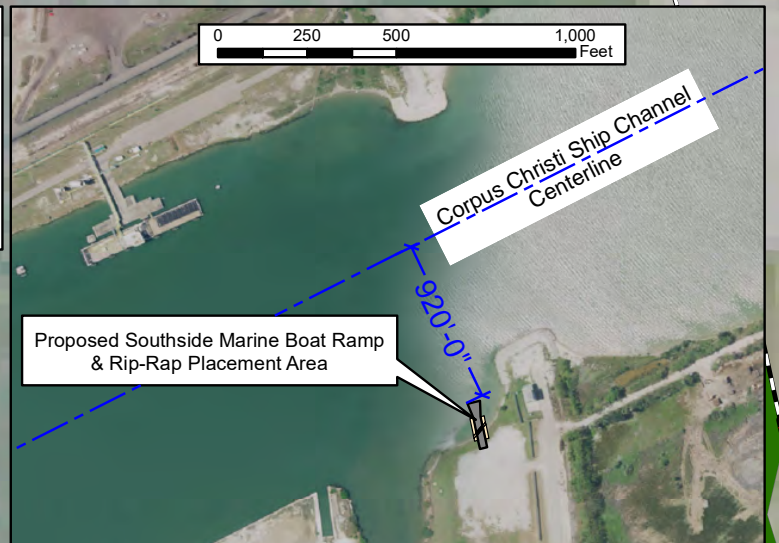 0 250 500 1,000
Feet
Corpus Christi Ship Channel
Centerline
920'-0"
Proposed Southside Marine Boat Ramp
& Rip-Rap Placement Area